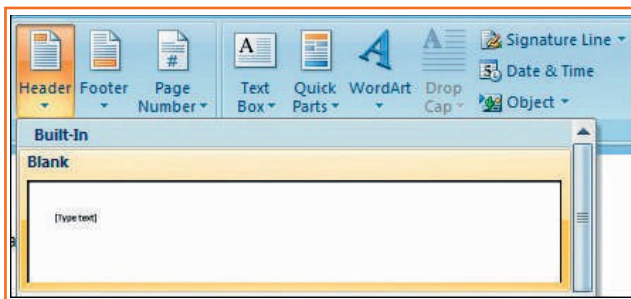 Header Footer Page Number Text Box Quick Parts WordArt Drop Cap Signature Line
Date & Time
Object
Built-In
Blank
[Type text]